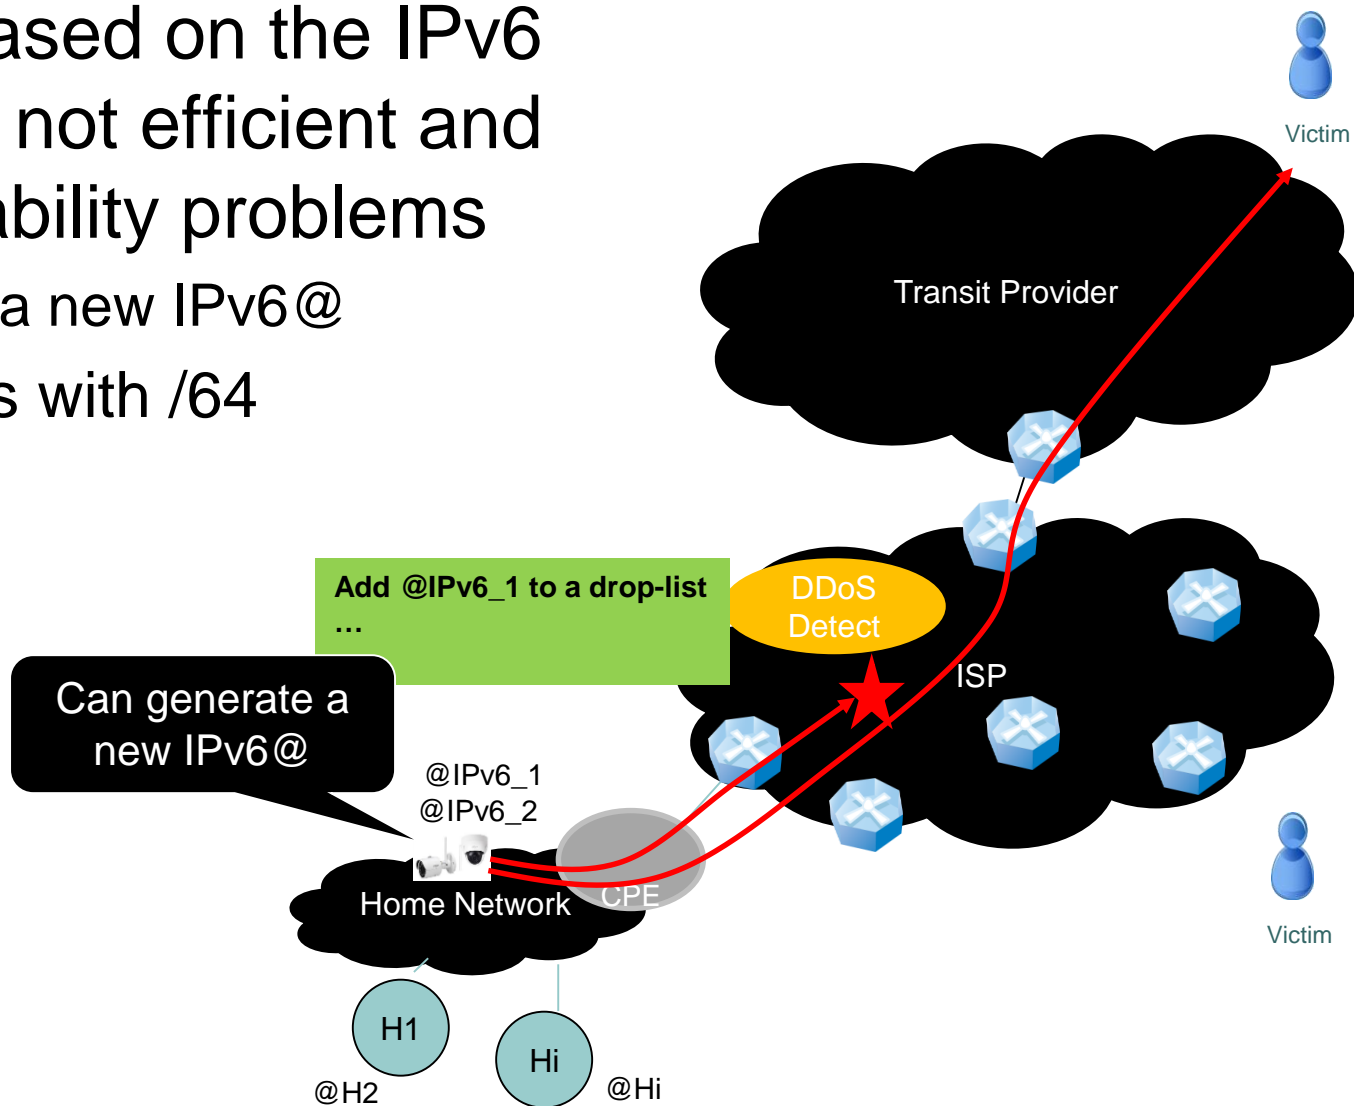 ased on the IPv6
not efficient and
ability problems
a new IPv6@
s with /64
Victim
Transit Provider
Add @IPv6_1 to a drop-list
…
DDoS
Detect
ISP
Can generate a
new IPv6@
@IPv6_1
@IPv6_2
CPE
Home Network
Victim
H1
Hi
@H2
@Hi